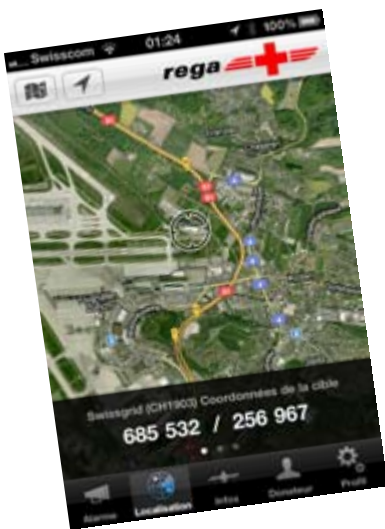 Swisscom 01:24 100%
rega
Swissgrid (CH1903) Coordonnées de la cible
685 532 / 256 967
Alarme Localisation Infos Donateur Profil